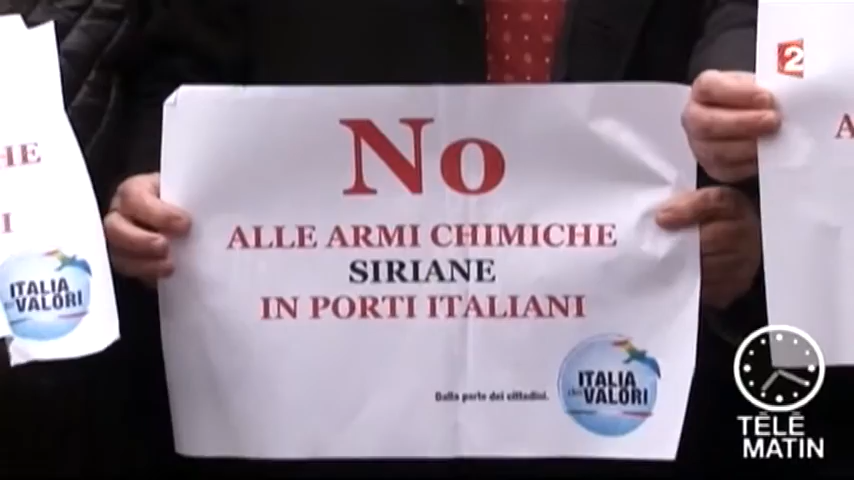 No
ALLE ARMI CHIMICHE
SIRIANE
IN PORTI ITALIANI
Dalla parte dei cittadini.
ITALIA
dei VALORI
HE
I
ITALIA
VALORI
2
A
TÉLÉ
MATIN